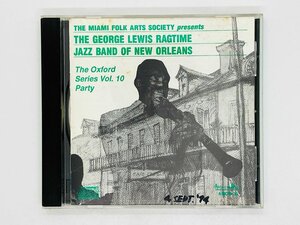 THE MIAMI FOLK ARTS SOCIETY presents
THE GEORGE LEWIS RAGTIME
JAZZ BAND OF NEW ORLEANS
The Oxford
Series Vol. 10
Party
4 SEPT. '94